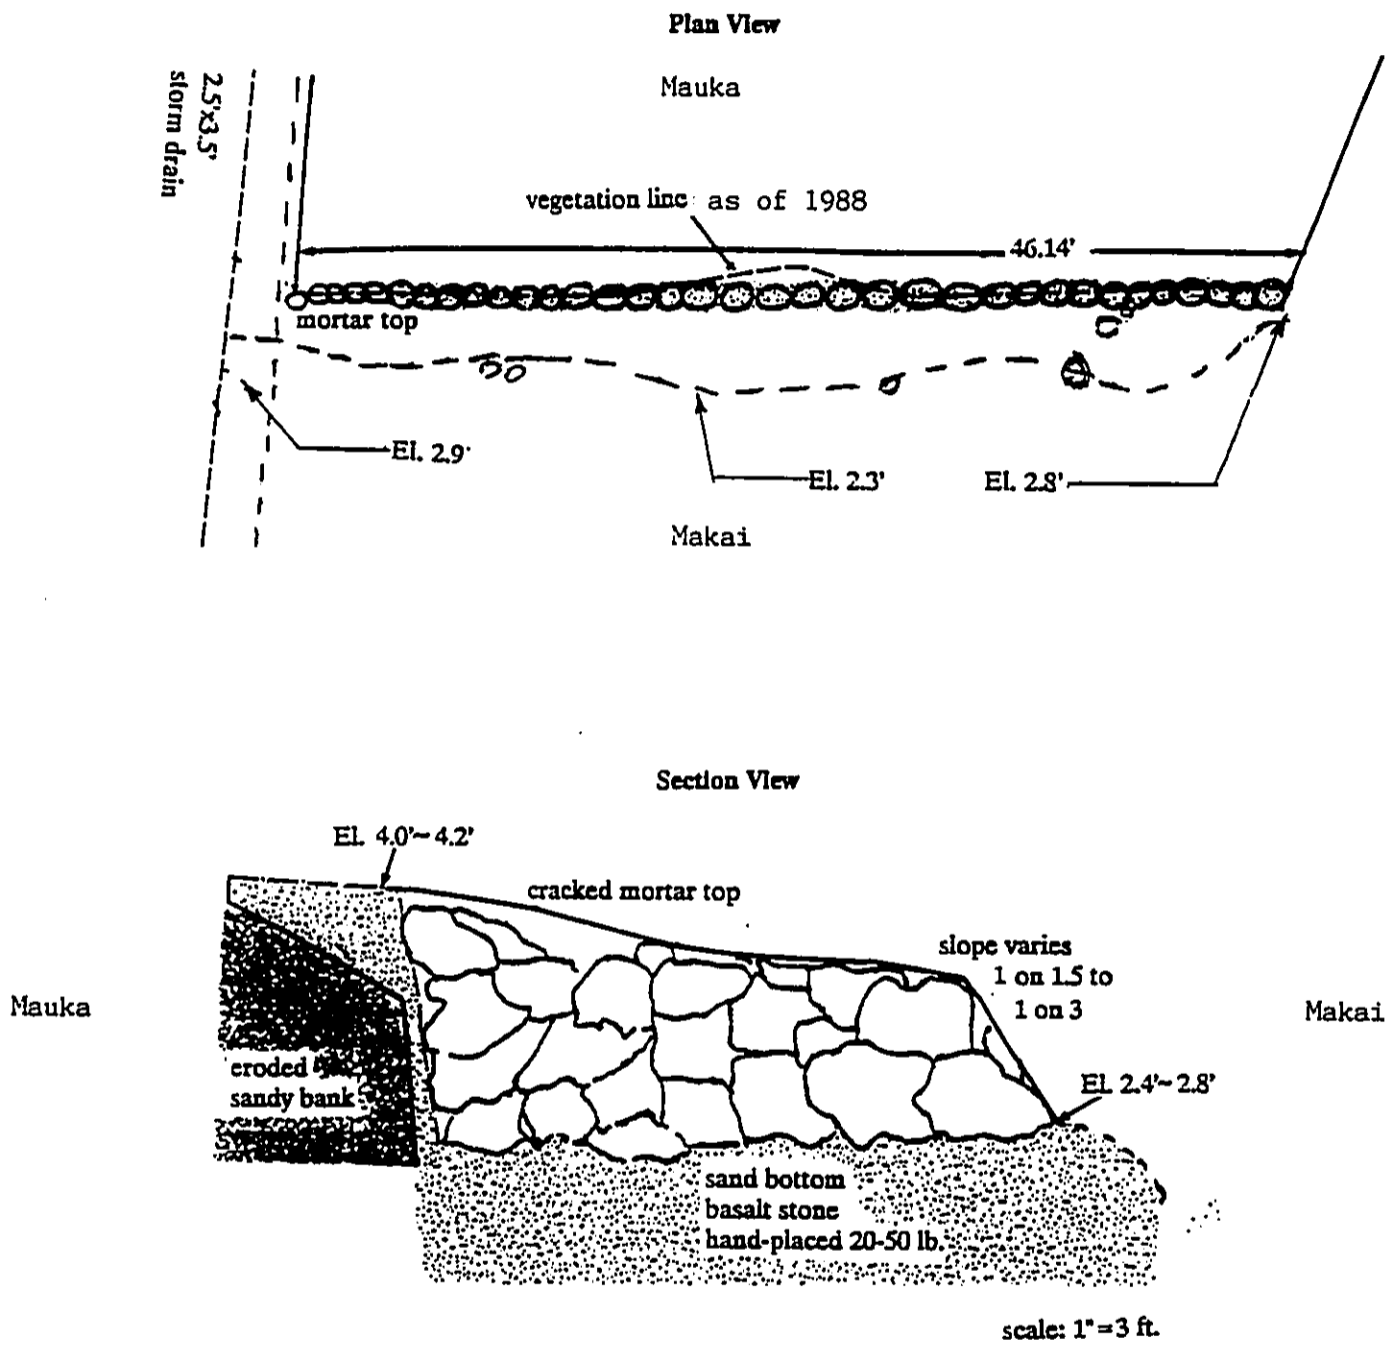 Plan View
Mauka
2.5'x3.5'
storm drain
vegetation line as of 1988
46.14'
mortar top
El. 2.9'
El. 2.3'
El. 2.8'
Makai
Section View
El. 4.0'~4.2'
cracked mortar top
slope varies
1 on 1.5 to
1 on 3
Mauka
Makai
eroded
sandy bank
El. 2.4'~2.8'
sand bottom
basalt stone
hand-placed 20-50 lb.
scale: 1"=3 ft.